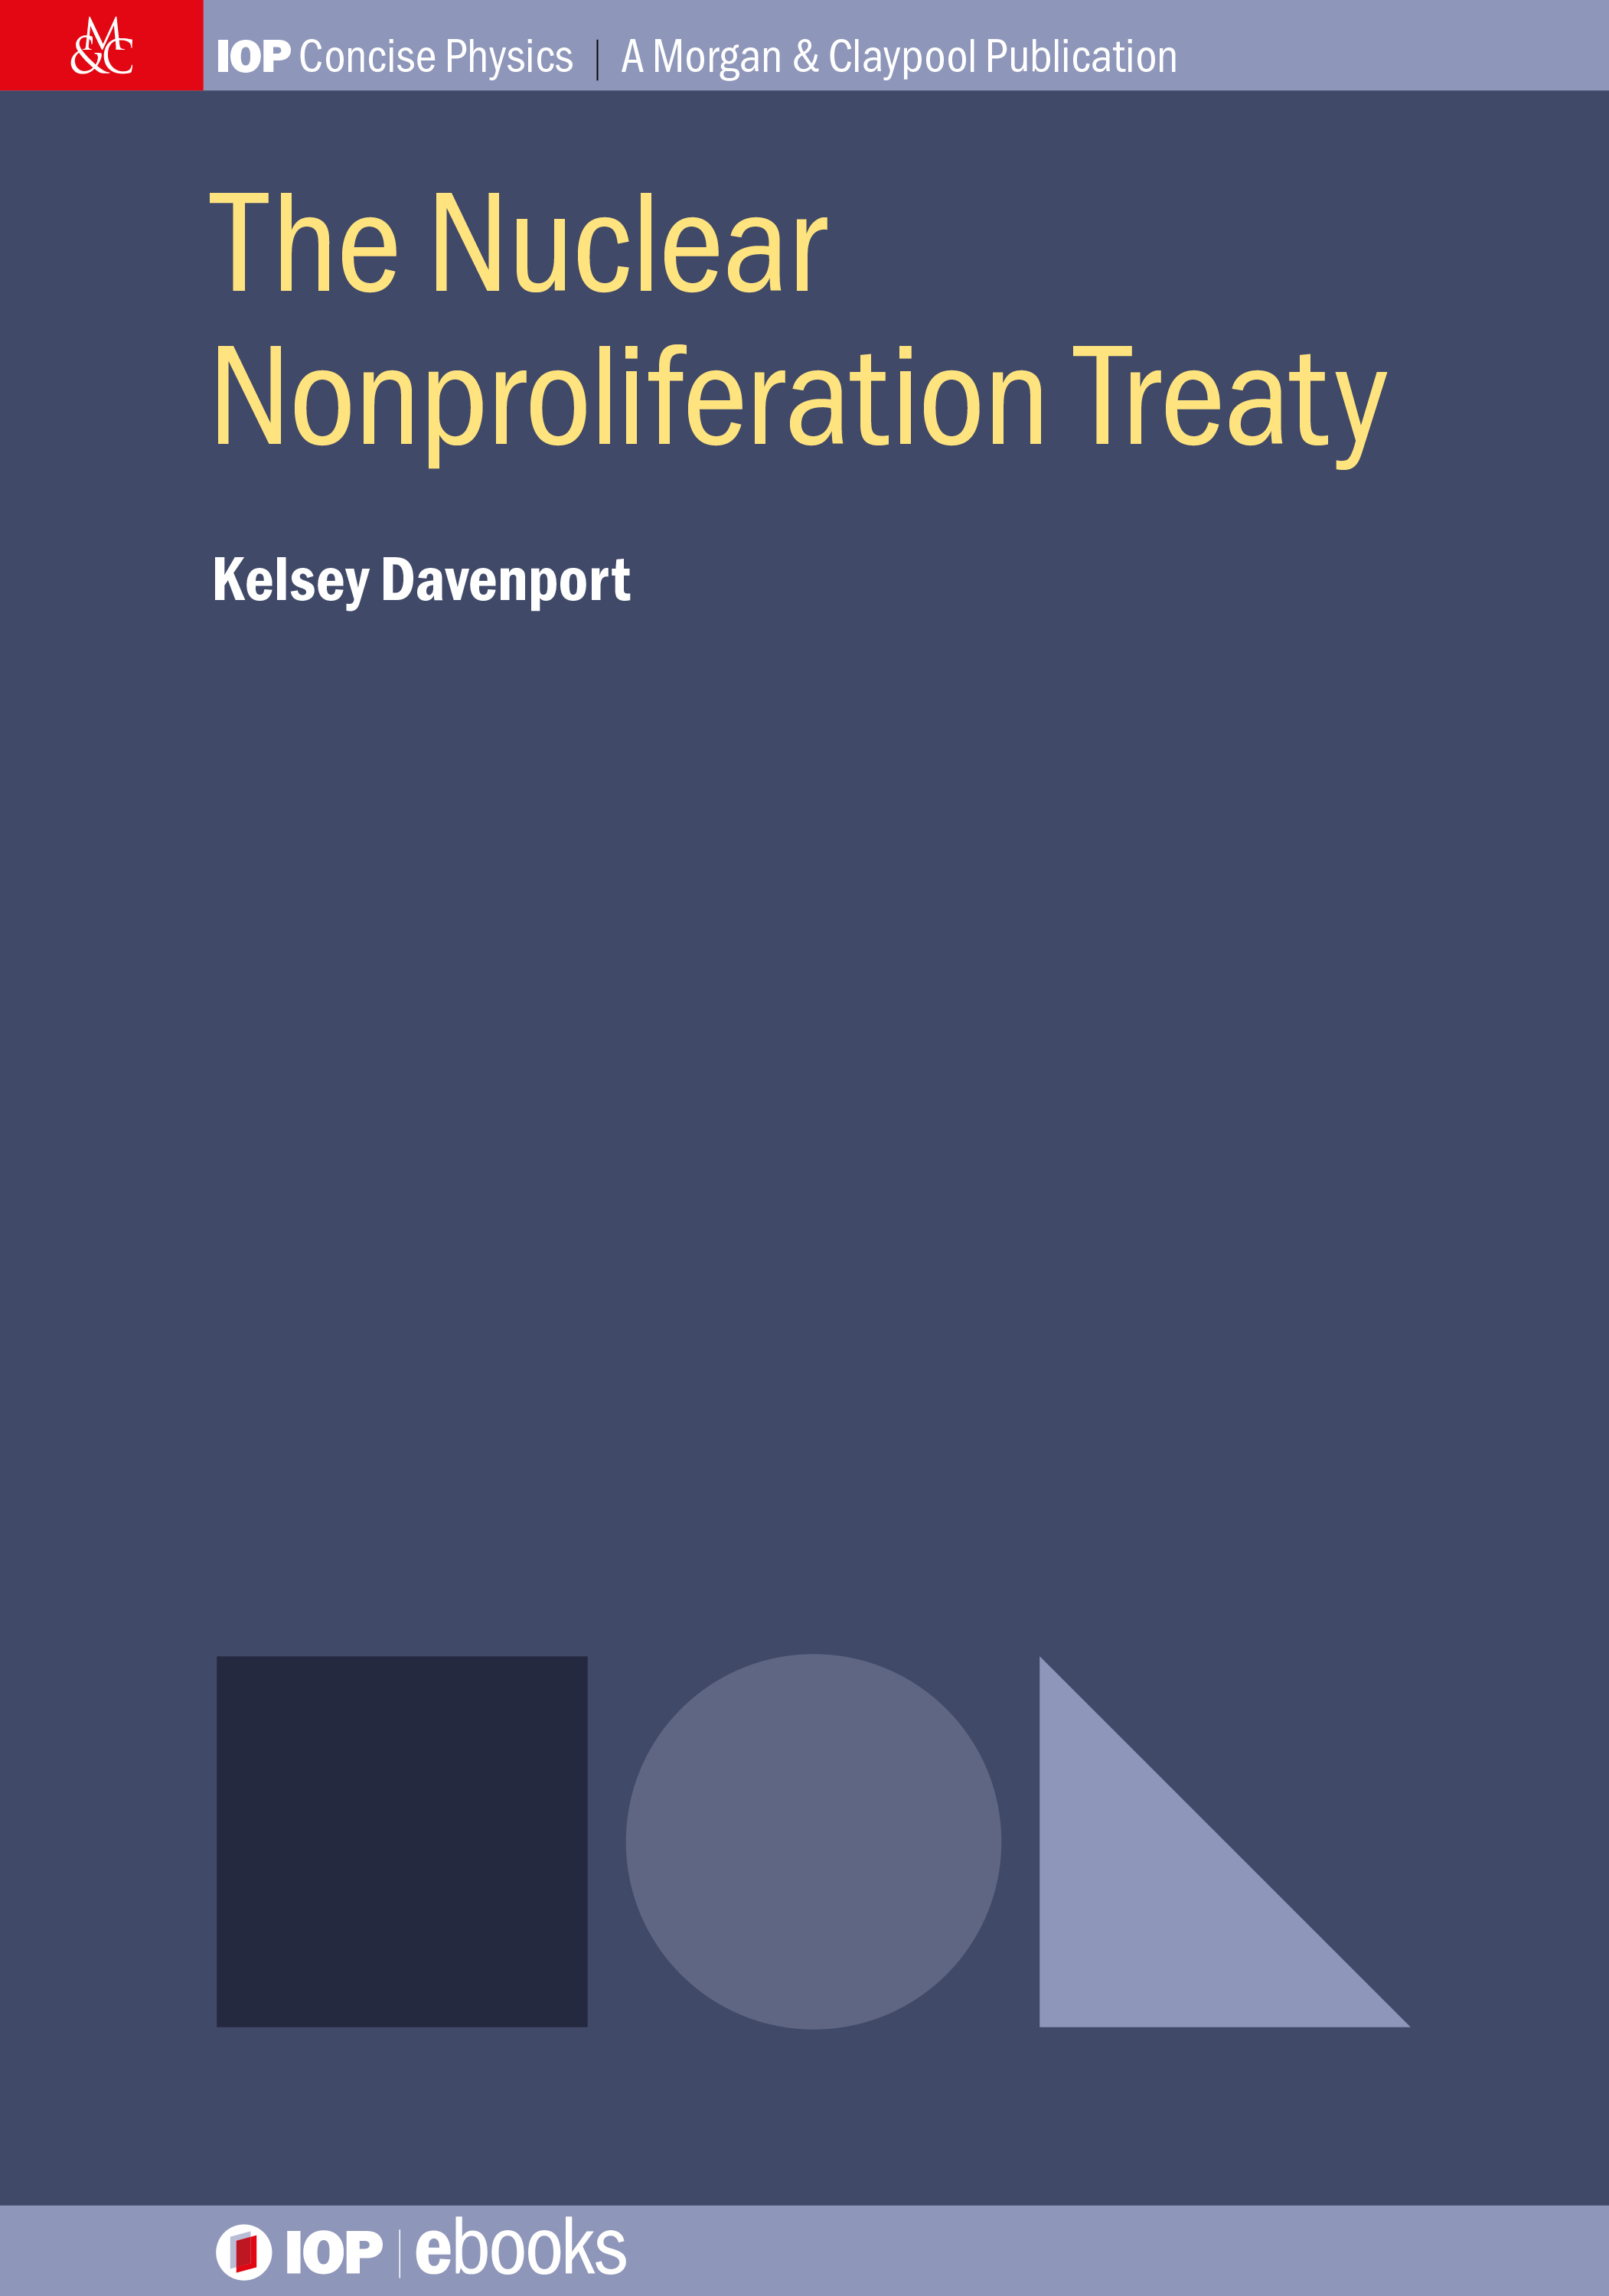 M
&C
IOP Concise Physics | A Morgan & Claypool Publication
The Nuclear
Nonproliferation Treaty
Kelsey Davenport
IOP | ebooks